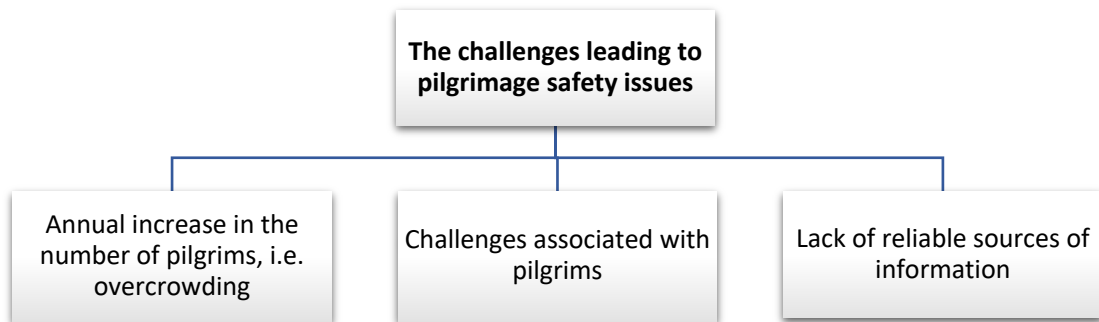 The challenges leading to
pilgrimage safety issues
Annual increase in the
number of pilgrims, i.e.
overcrowding
Challenges associated with
pilgrims
Lack of reliable sources of
information